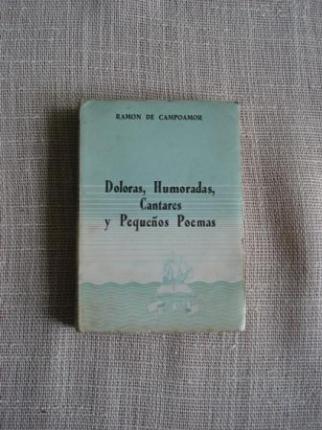 RAMON DE CAMPOAMOR
Doloras, Humoradas,
Cantares
y Pequeños Poemas